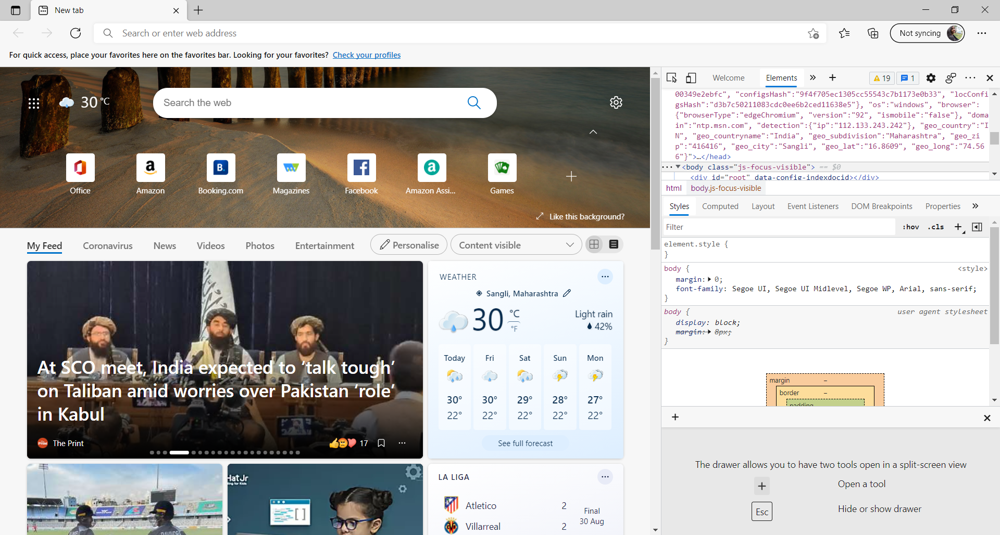 New tab
Search or enter web address
Not syncing
For quick access, place your favorites here on the favorites bar. Looking for your favorites? Check your profiles
30 °C
Search the web
Office
Amazon
Booking.com
Magazines
Facebook
Amazon Assi...
Games
Like this background?
My Feed
Coronavirus
News
Videos
Photos
Entertainment
Personalise
Content visible
At SCO meet, India expected to ‘talk tough’
on Taliban amid worries over Pakistan ‘role’
in Kabul
The Print
17
WEATHER
Sangli, Maharashtra
30 °C
°F
Light rain
42%
Today Fri Sat Sun Mon
30° 30° 29° 28° 27°
22° 22° 22° 22° 22°
See full forecast
HatJr
ing for Kids
LA LIGA
Atletico 2
Villarreal 2
Final
30 Aug
Welcome
Elements
19
1
00349e2ebfc", "configsHash":"9f4f705ec1305cc55543c7b1173e0b33", "locConfi
gsHash":"d3b7c50211083cdc0ee6b2ced11638e5"}, "os":"windows", "browser":
{"browserType":"edgeChromium", "version":"92", "ismobile":"false"}, "doma
in":"ntp.msn.com", "detection":{"ip":"112.133.243.242"}, "geo_country":"I
N", "geo_countryname":"India", "geo_subdivision":"Maharashtra", "geo_zi
p":"416416", "geo_city":"Sangli", "geo_lat":"16.8609", "geo_long":"74.56
6"}">…</head>
<body class="js-focus-visible"> == $0
<div id="root" data-config-indexdocid></div>
html body.js-focus-visible
Styles Computed Layout Event Listeners DOM Breakpoints Properties
Filter
:hov .cls
element.style {
}
body { <style>
margin: 0;
font-family: Segoe UI, Segoe UI Midlevel, Segoe WP, Arial, sans-serif;
}
body { user agent stylesheet
display: block;
margin: 8px;
}
margin –
border –
padding
The drawer allows you to have two tools open in a split-screen view
+ Open a tool
Esc Hide or show drawer